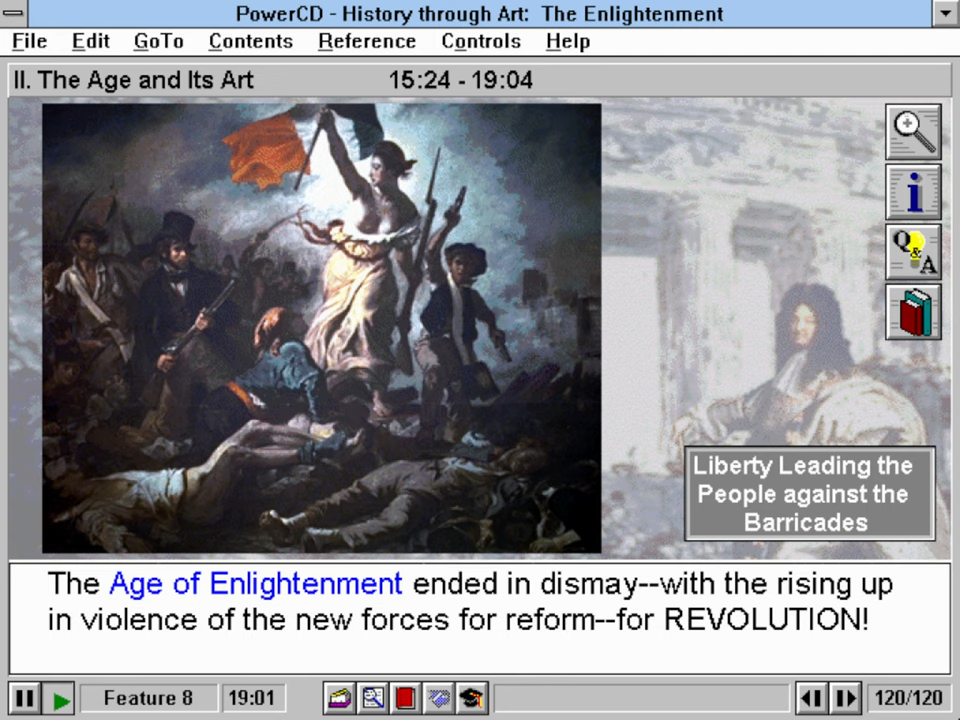 PowerCD - History through Art: The Enlightenment
File Edit GoTo Contents Reference Controls Help
II. The Age and Its Art 15:24 - 19:04
i
Q & A
Liberty Leading the
People against the
Barricades
The Age of Enlightenment ended in dismay--with the rising up
in violence of the new forces for reform--for REVOLUTION!
Feature 8 19:01 120/120